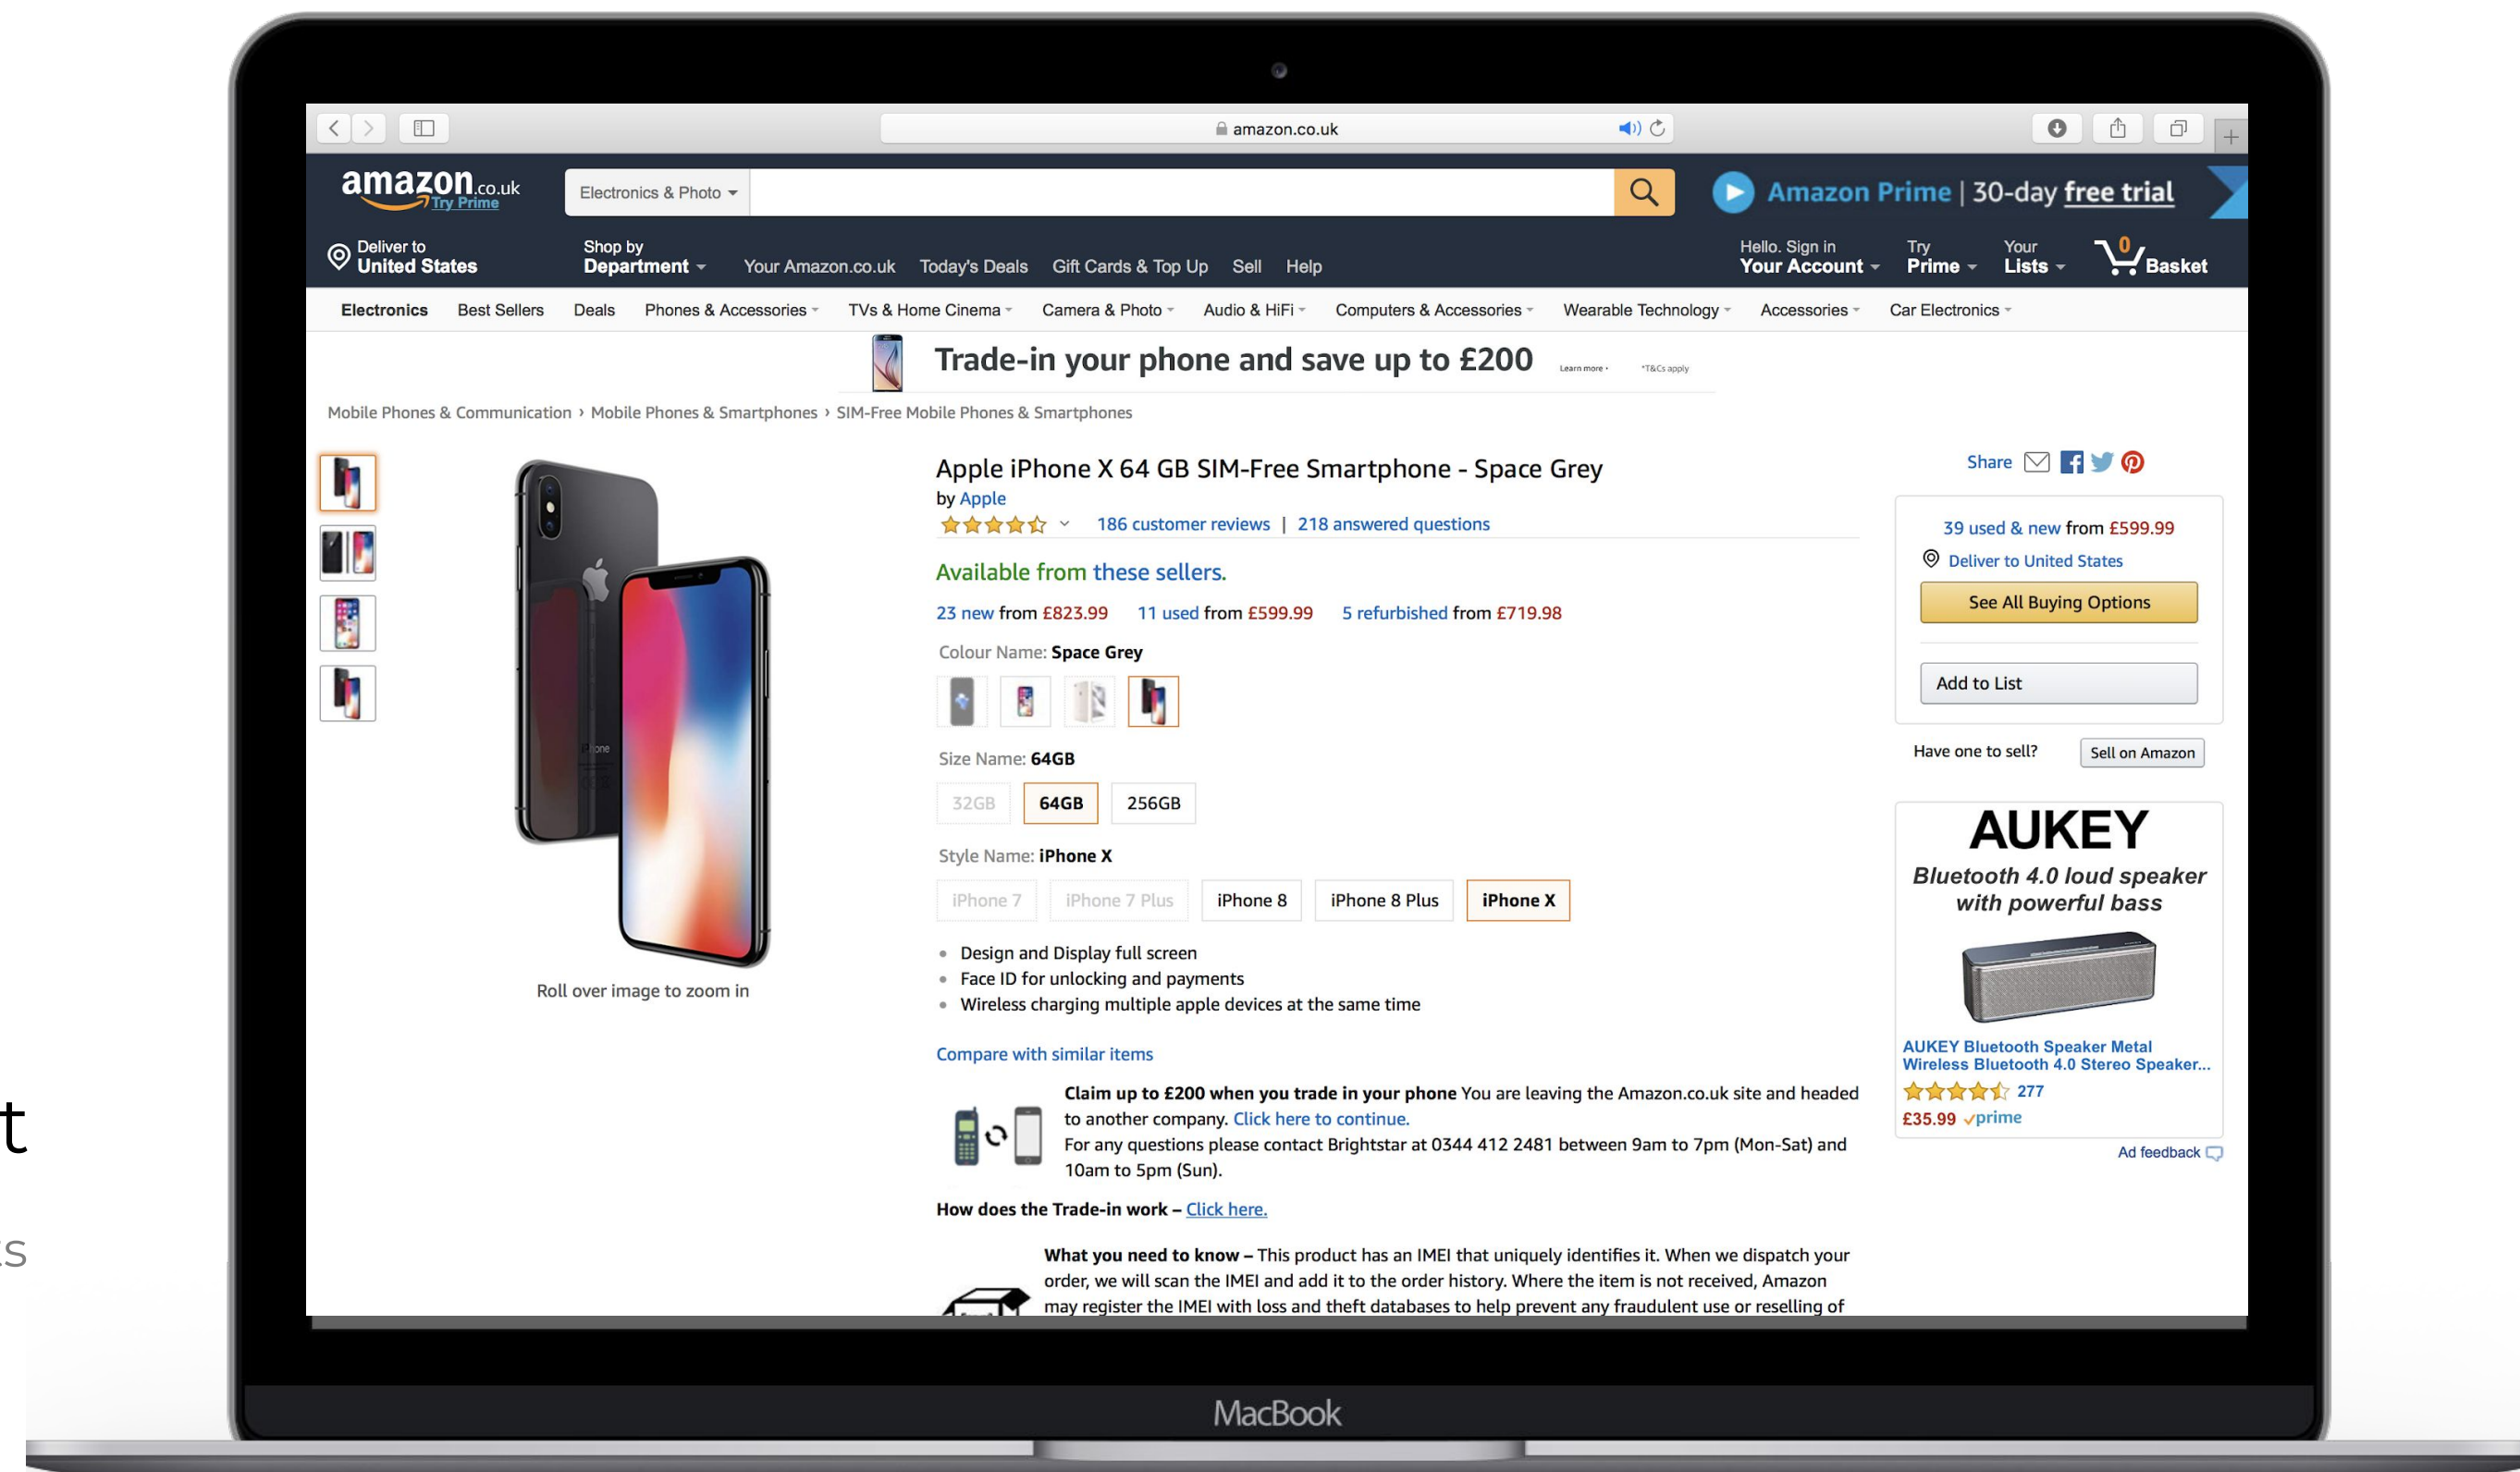 amazon.co.uk
amazon.co.uk
Try Prime
Electronics & Photo
Amazon Prime | 30-day free trial
Deliver to
United States
Shop by
Department
Your Amazon.co.uk
Today's Deals
Gift Cards & Top Up
Sell
Help
Hello. Sign in
Your Account
Try
Prime
Your
Lists
0
Basket
Electronics
Best Sellers
Deals
Phones & Accessories
TVs & Home Cinema
Camera & Photo
Audio & HiFi
Computers & Accessories
Wearable Technology
Accessories
Car Electronics
Trade-in your phone and save up to £200
Learn more
*T&Cs apply
Mobile Phones & Communication › Mobile Phones & Smartphones › SIM-Free Mobile Phones & Smartphones
iPhone
Roll over image to zoom in
Apple iPhone X 64 GB SIM-Free Smartphone - Space Grey
by Apple
186 customer reviews | 218 answered questions
Available from these sellers.
23 new from £823.99 11 used from £599.99 5 refurbished from £719.98
Colour Name: Space Grey
Size Name: 64GB
32GB
64GB
256GB
Style Name: iPhone X
iPhone 7
iPhone 7 Plus
iPhone 8
iPhone 8 Plus
iPhone X
Design and Display full screen
Face ID for unlocking and payments
Wireless charging multiple apple devices at the same time
Compare with similar items
Claim up to £200 when you trade in your phone You are leaving the Amazon.co.uk site and headed
to another company. Click here to continue.
For any questions please contact Brightstar at 0344 412 2481 between 9am to 7pm (Mon-Sat) and
10am to 5pm (Sun).
How does the Trade-in work – Click here.
What you need to know – This product has an IMEI that uniquely identifies it. When we dispatch your
order, we will scan the IMEI and add it to the order history. Where the item is not received, Amazon
may register the IMEI with loss and theft databases to help prevent any fraudulent use or reselling of
Share
39 used & new from £599.99
Deliver to United States
See All Buying Options
Add to List
Have one to sell?
Sell on Amazon
AUKEY
Bluetooth 4.0 loud speaker
with powerful bass
AUKEY
AUKEY Bluetooth Speaker Metal
Wireless Bluetooth 4.0 Stereo Speaker...
277
£35.99 prime
Ad feedback
t
MacBook